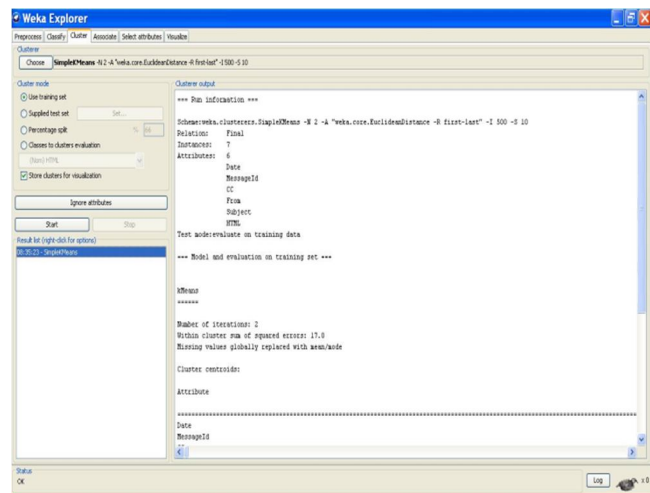 Weka Explorer
Preprocess Classify Cluster Associate Select attributes Visualize
Clusterer
Choose SimpleKMeans -N 2 -A "weka.core.EuclideanDistance -R first-last" -I 500 -S 10
Cluster mode
Use training set
Supplied test set Set...
Percentage split % 66
Classes to clusters evaluation
(Nom) HTML
Store clusters for visualization
Ignore attributes
Start Stop
Result list (right-click for options)
08:35:23 - SimpleKMeans
Clusterer output
=== Run information ===
Scheme:weka.clusterers.SimpleKMeans -N 2 -A "weka.core.EuclideanDistance -R first-last" -I 500 -S 10
Relation: Final
Instances: 7
Attributes: 6
Date
MessageId
CC
From
Subject
HTML
Test mode:evaluate on training data
=== Model and evaluation on training set ===
kMeans
======
Number of iterations: 2
Within cluster sum of squared errors: 17.0
Missing values globally replaced with mean/mode
Cluster centroids:
Attribute
Date
MessageId
Status
OK
Log x 0